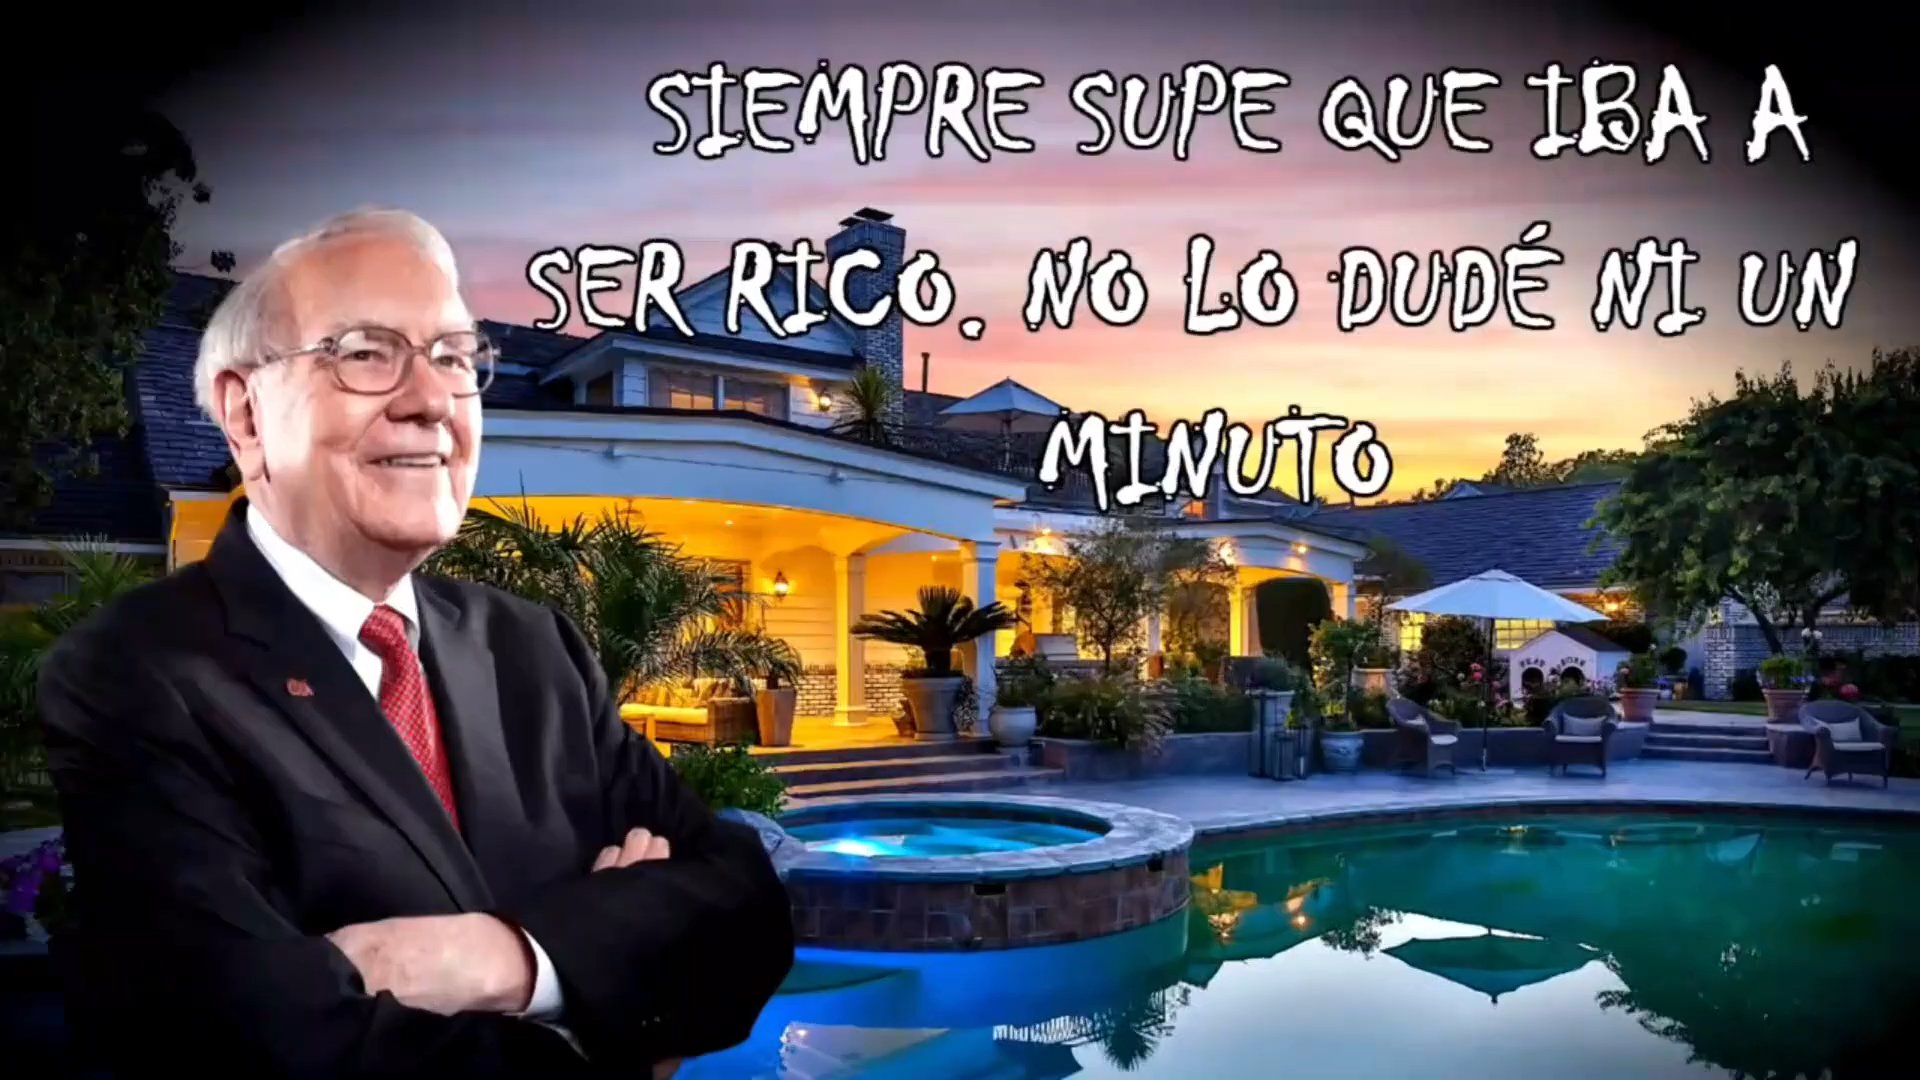 SIEMPRE SUPE QUE IBA A
SER RICO. NO LO DUDÉ NI UN
MINUTO